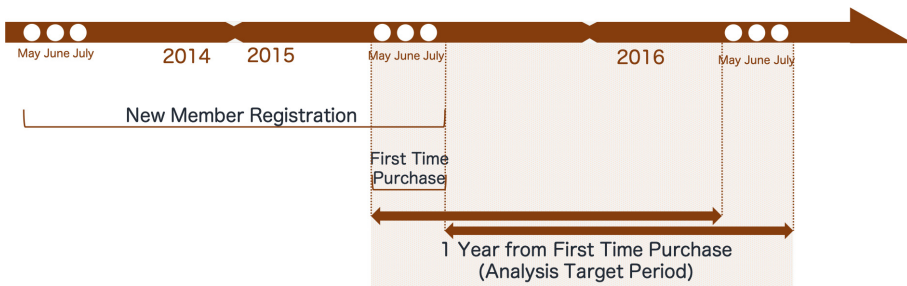 May June July
2014
2015
May June July
2016
May June July
New Member Registration
First Time
Purchase
1 Year from First Time Purchase
(Analysis Target Period)